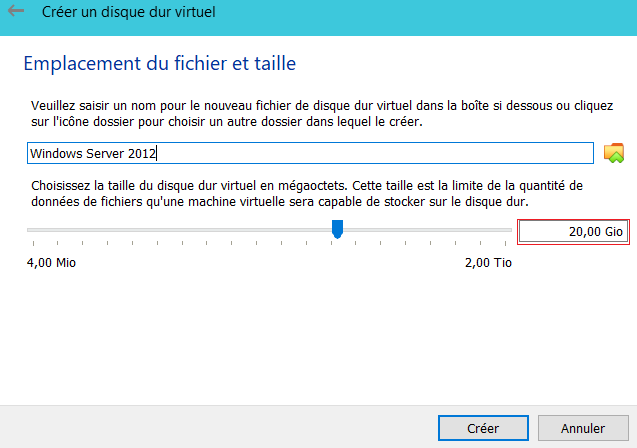 Créer un disque dur virtuel
Emplacement du fichier et taille
Veuillez saisir un nom pour le nouveau fichier de disque dur virtuel dans la boîte si dessous ou cliquez
sur l'icône dossier pour choisir un autre dossier dans lequel le créer.
Windows Server 2012
Choisissez la taille du disque dur virtuel en mégaoctets. Cette taille est la limite de la quantité de
données de fichiers qu'une machine virtuelle sera capable de stocker sur le disque dur.
20,00 Gio
4,00 Mio 2,00 Tio
Créer Annuler